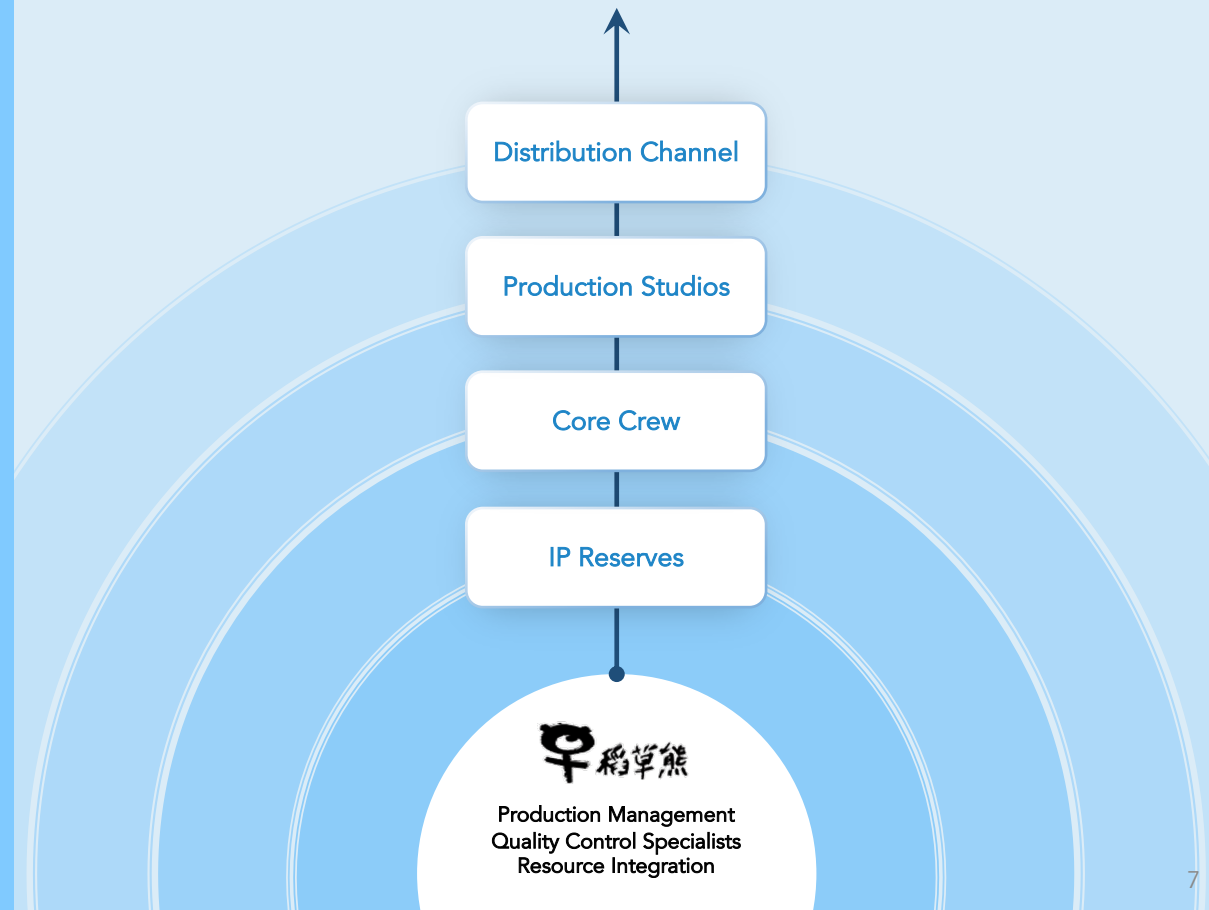 Distribution Channel
Production Studios
Core Crew
IP Reserves
稻草熊
Production Management
Quality Control Specialists
Resource Integration
7